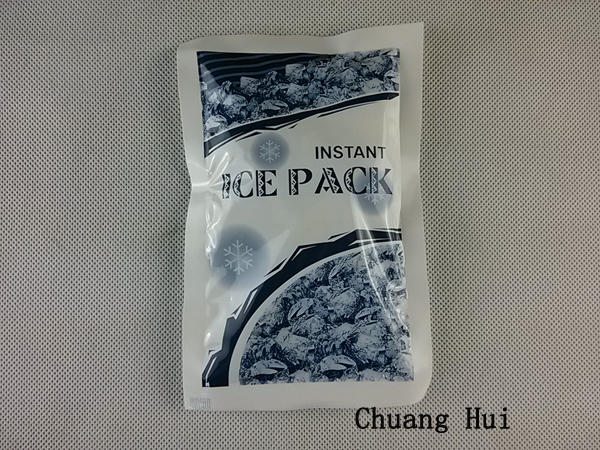 INSTANT
ICE PACK
Chuang Hui